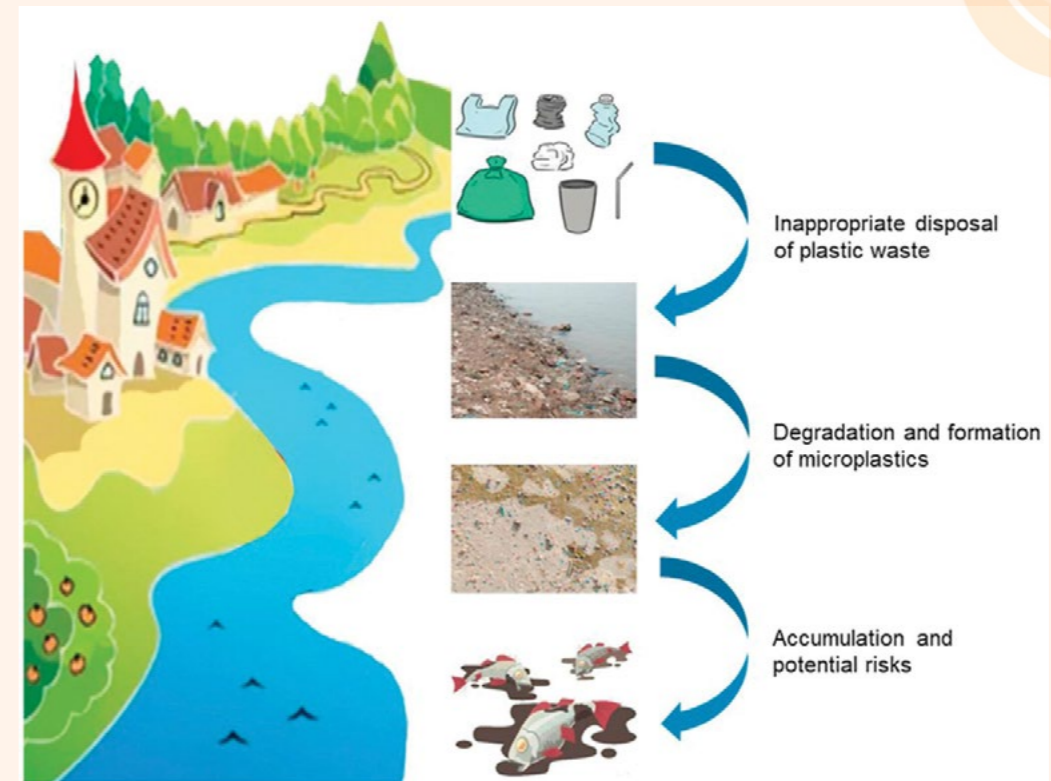 Inappropriate disposal
of plastic waste
Degradation and formation
of microplastics
Accumulation and
potential risks